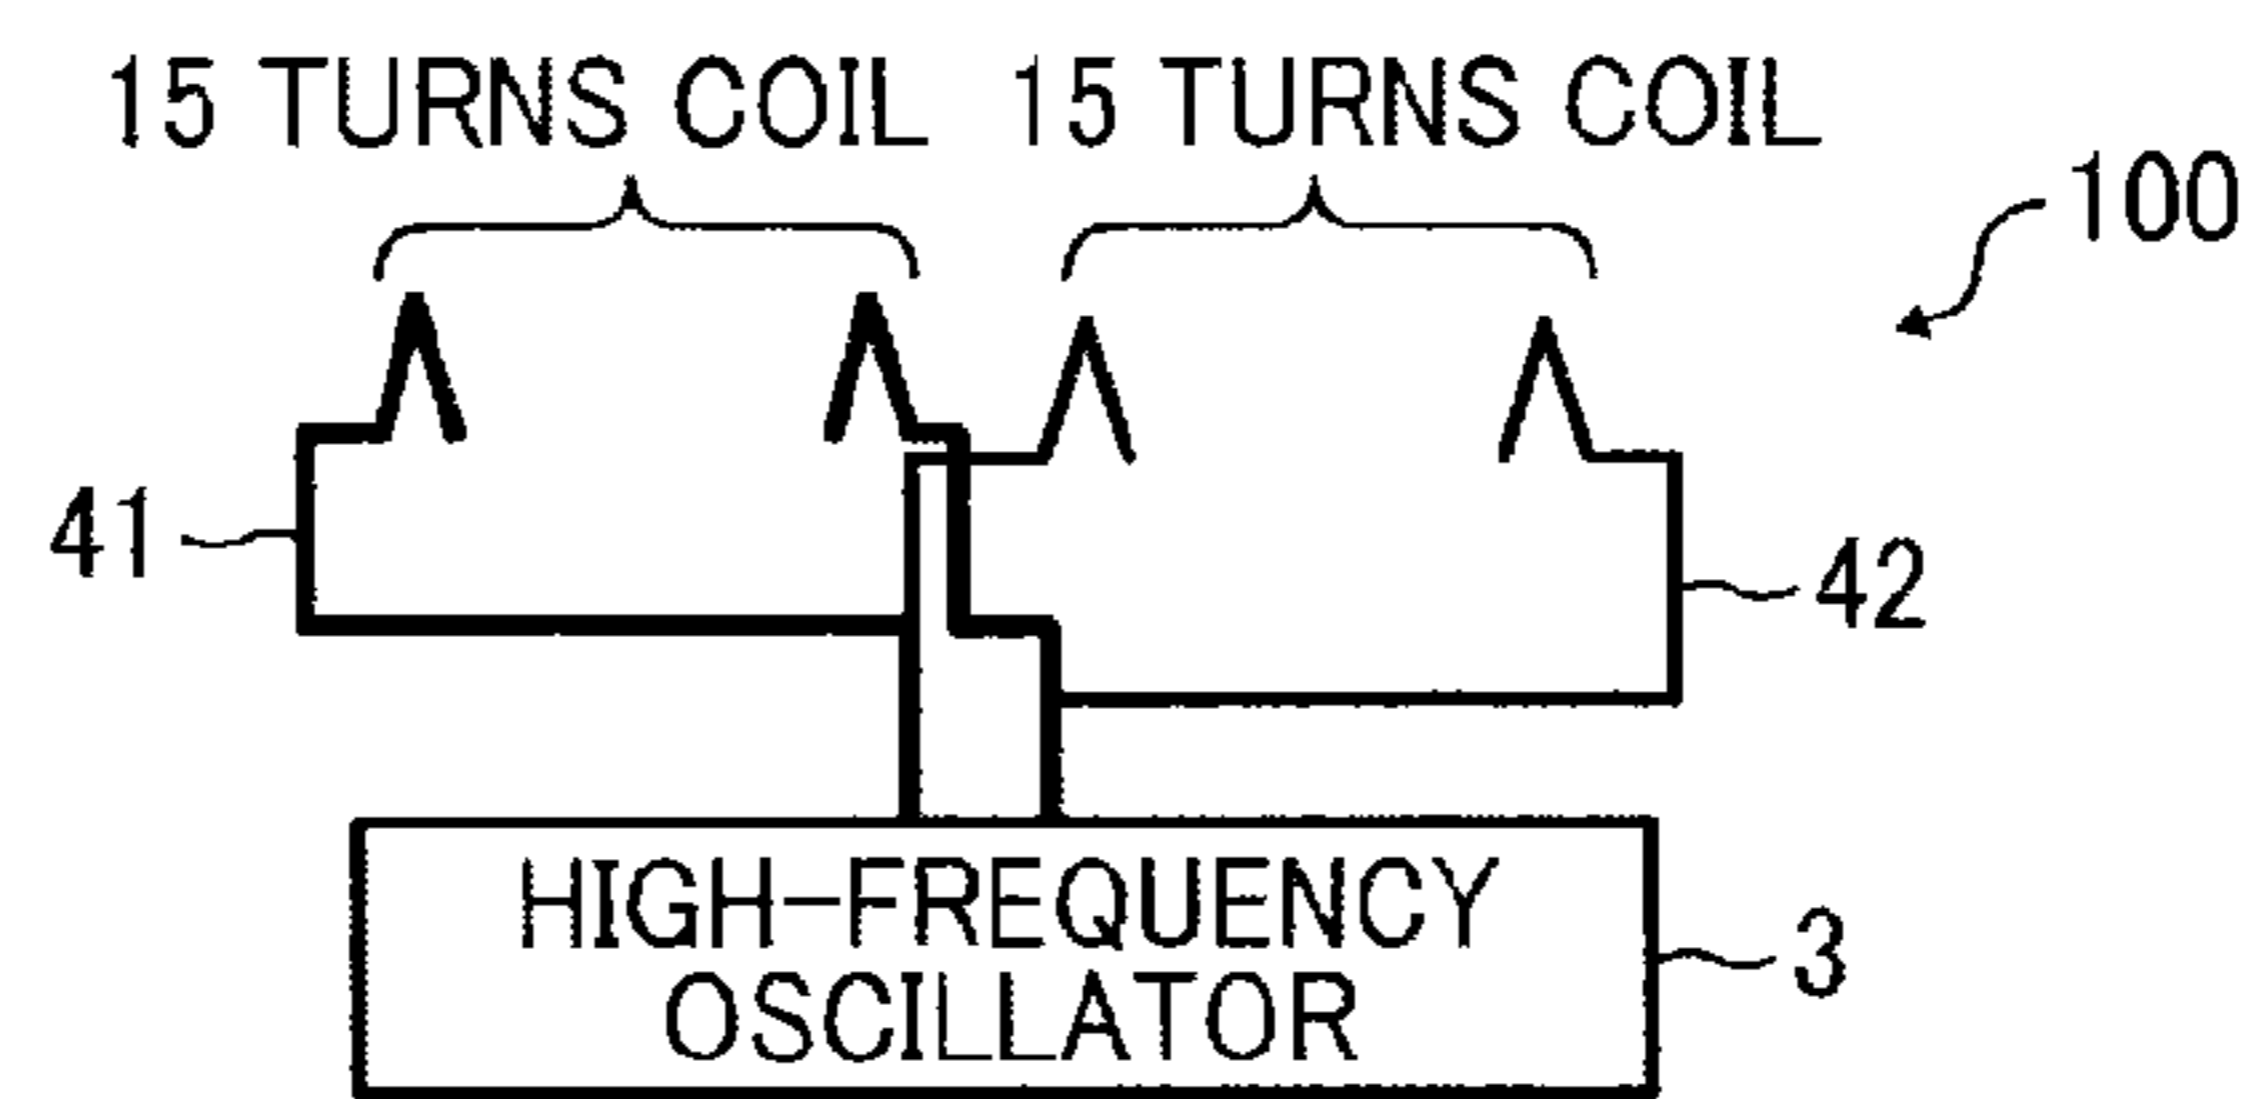 15 TURNS COIL 15 TURNS COIL
100
41
42
HIGH-FREQUENCY
OSCILLATOR
3